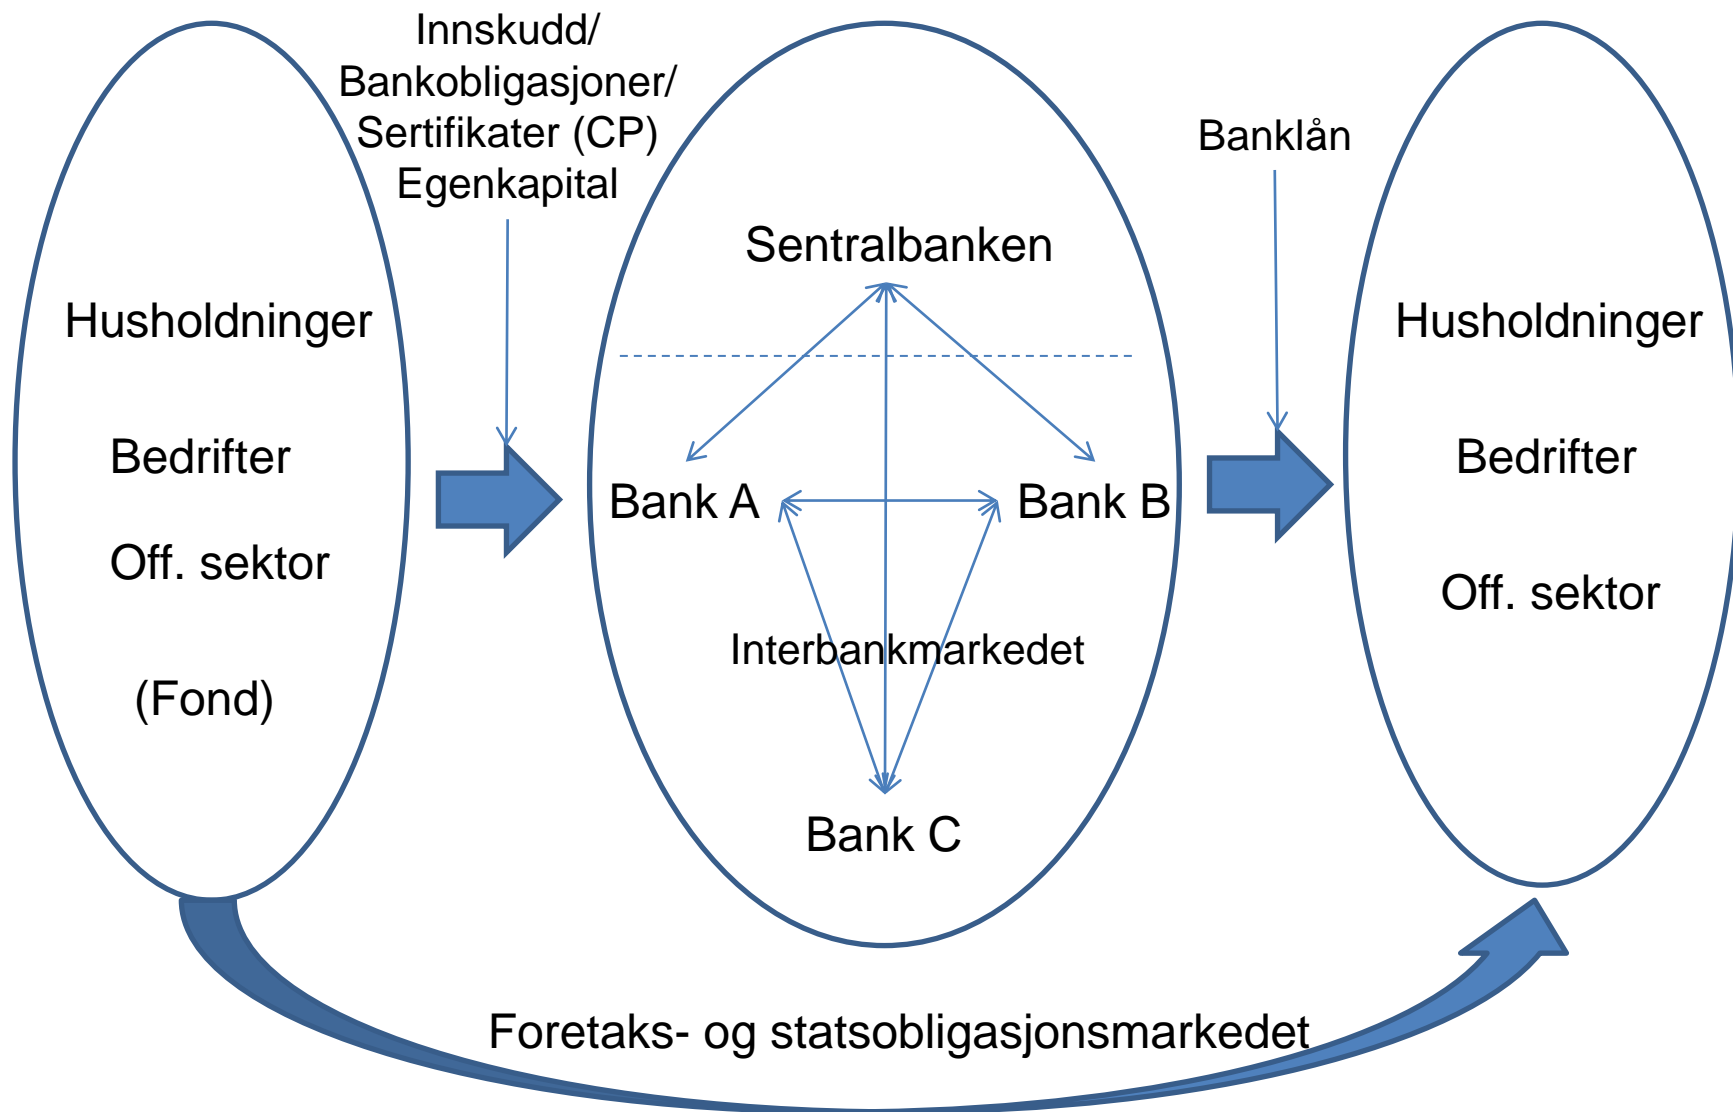 Innskudd/
Bankobligasjoner/
Sertifikater (CP)
Egenkapital
Banklån
Husholdninger
Bedrifter
Off. sektor
(Fond)
Sentralbanken
Bank A
Bank B
Interbankmarkedet
Bank C
Husholdninger
Bedrifter
Off. sektor
Foretaks- og statsobligasjonsmarkedet